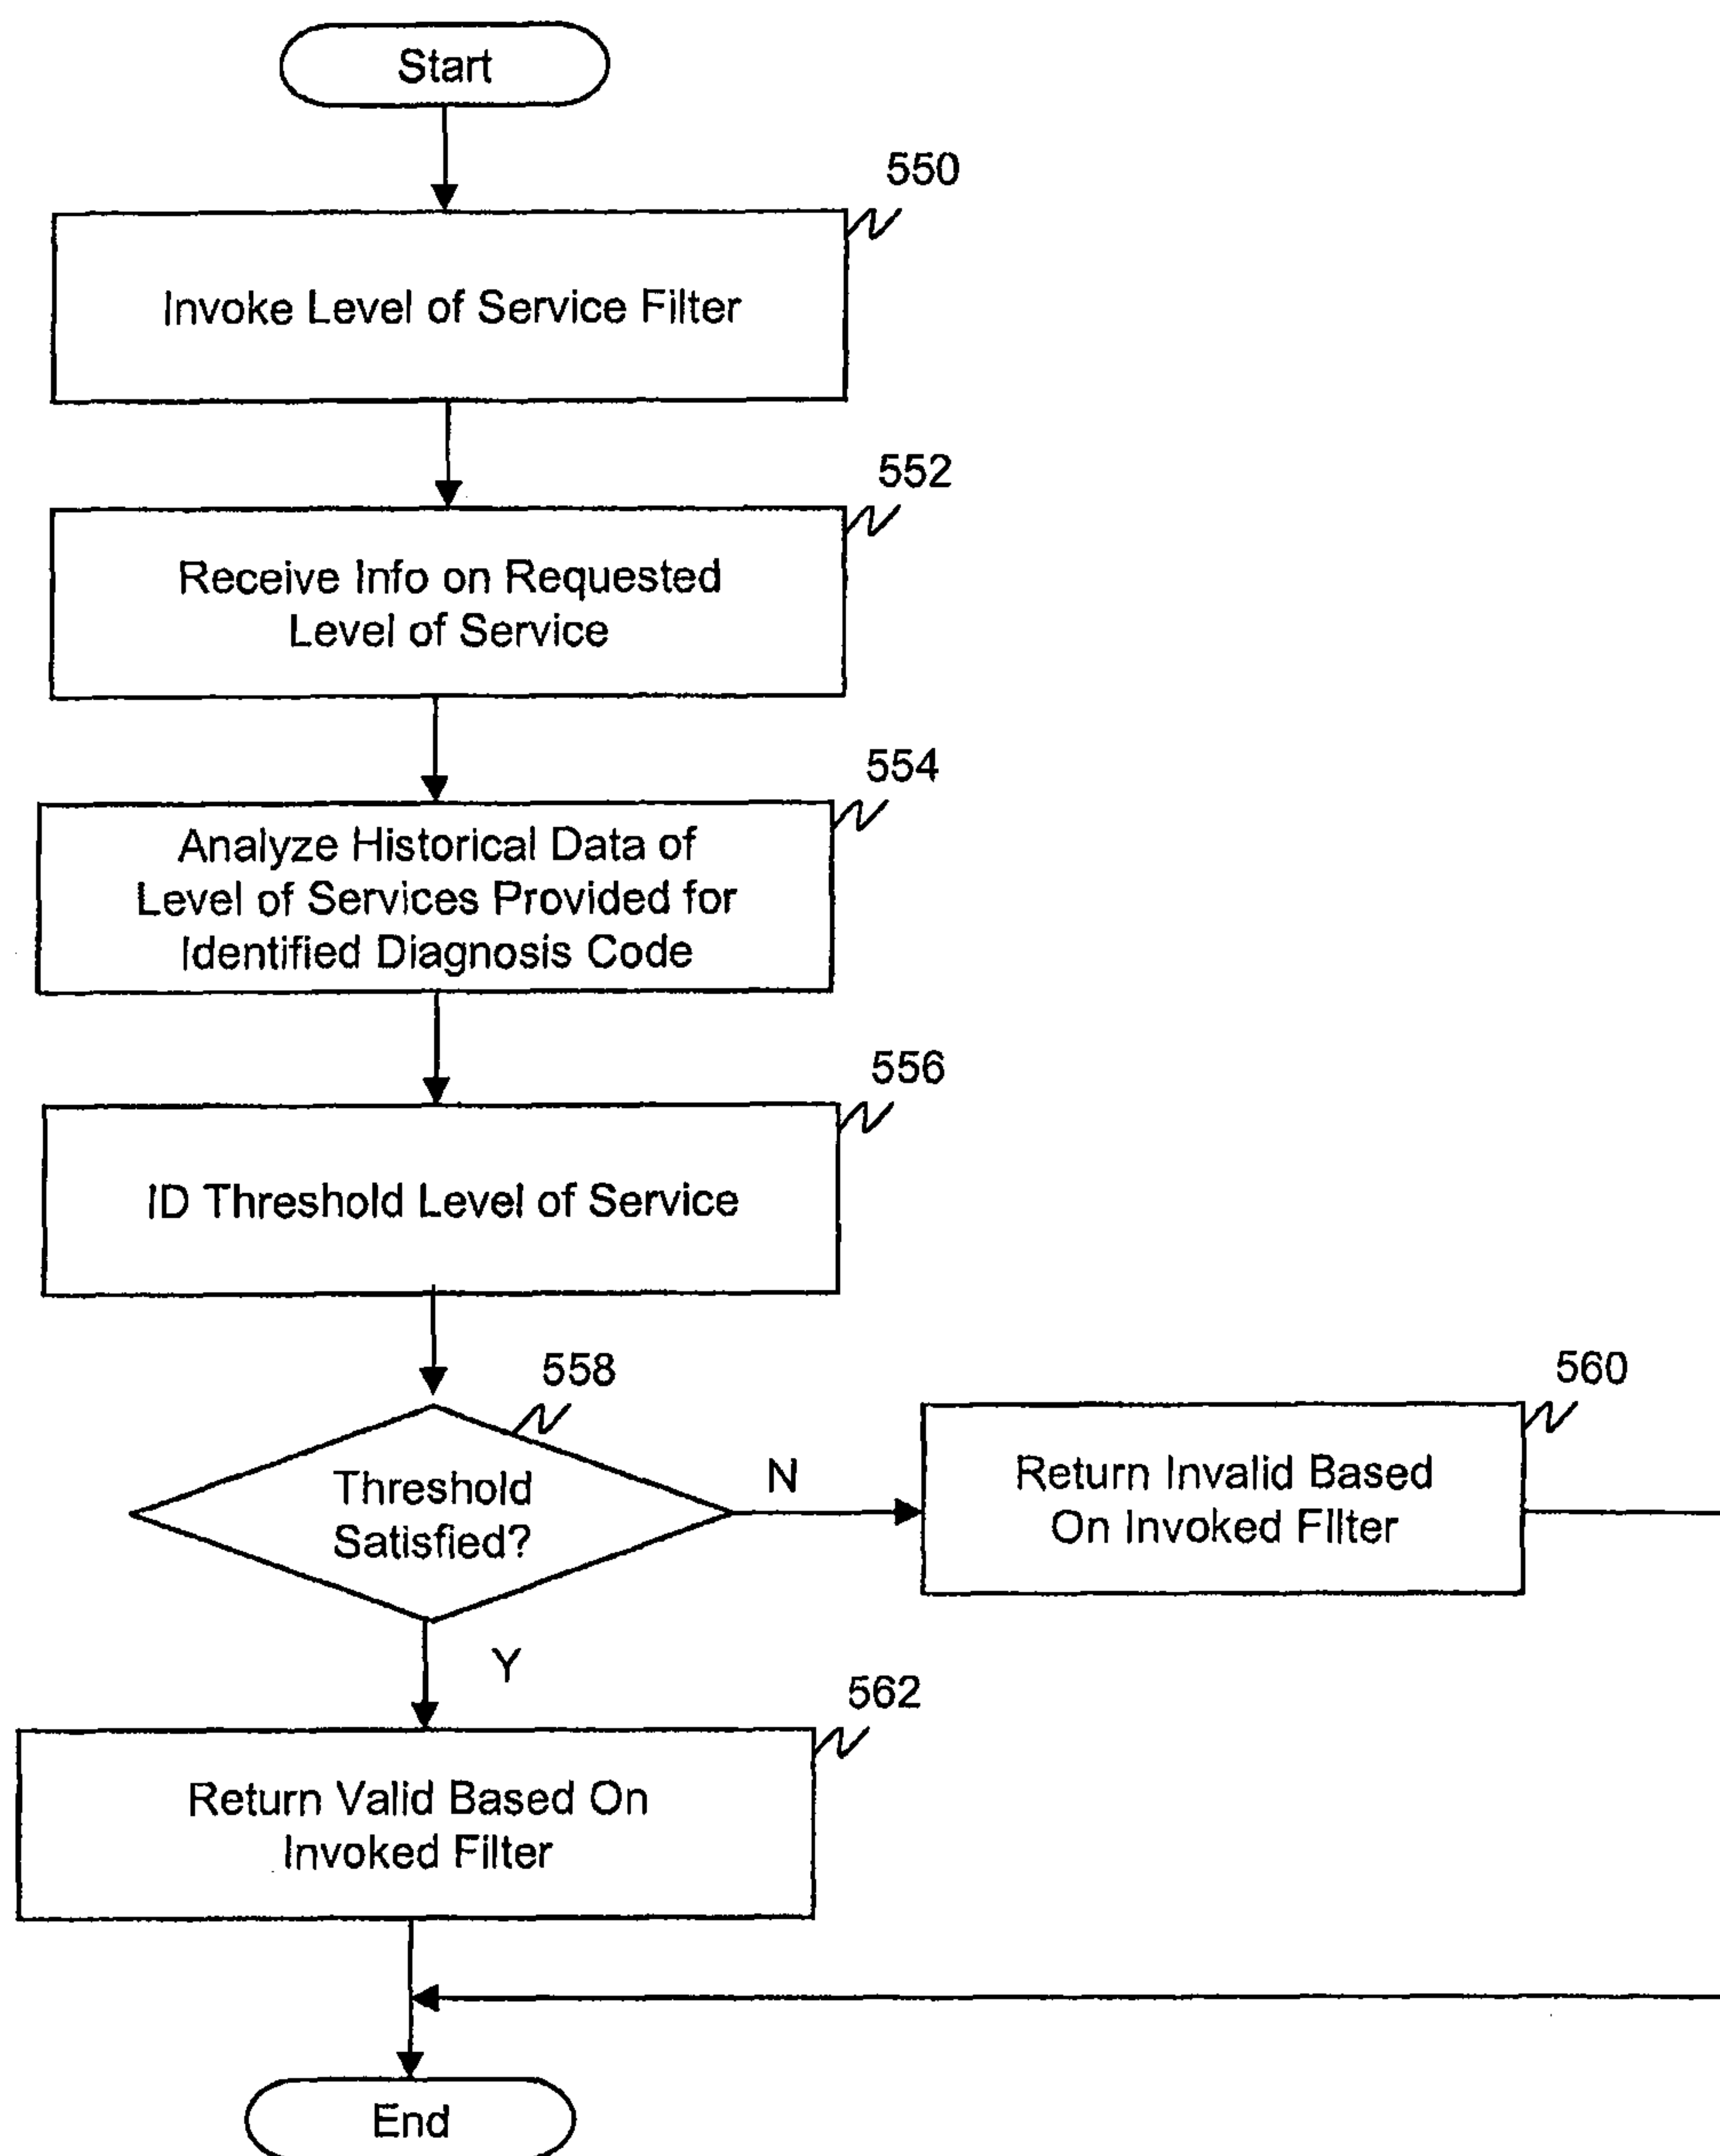 Start
550
Invoke Level of Service Filter
552
Receive Info on Requested
Level of Service
554
Analyze Historical Data of
Level of Services Provided for
Identified Diagnosis Code
556
ID Threshold Level of Service
558
Threshold
Satisfied?
N
560
Return Invalid Based
On Invoked Filter
Y
562
Return Valid Based On
Invoked Filter
End